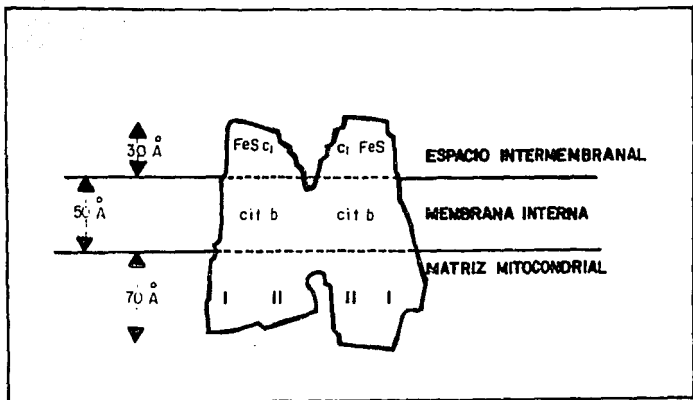 30 Å
FeS c₁ c₁ FeS
ESPACIO INTERMEMBRANAL
50 Å
cit b cit b
MEMBRANA INTERNA
MATRIZ MITOCONDRIAL
70 Å
I II II I